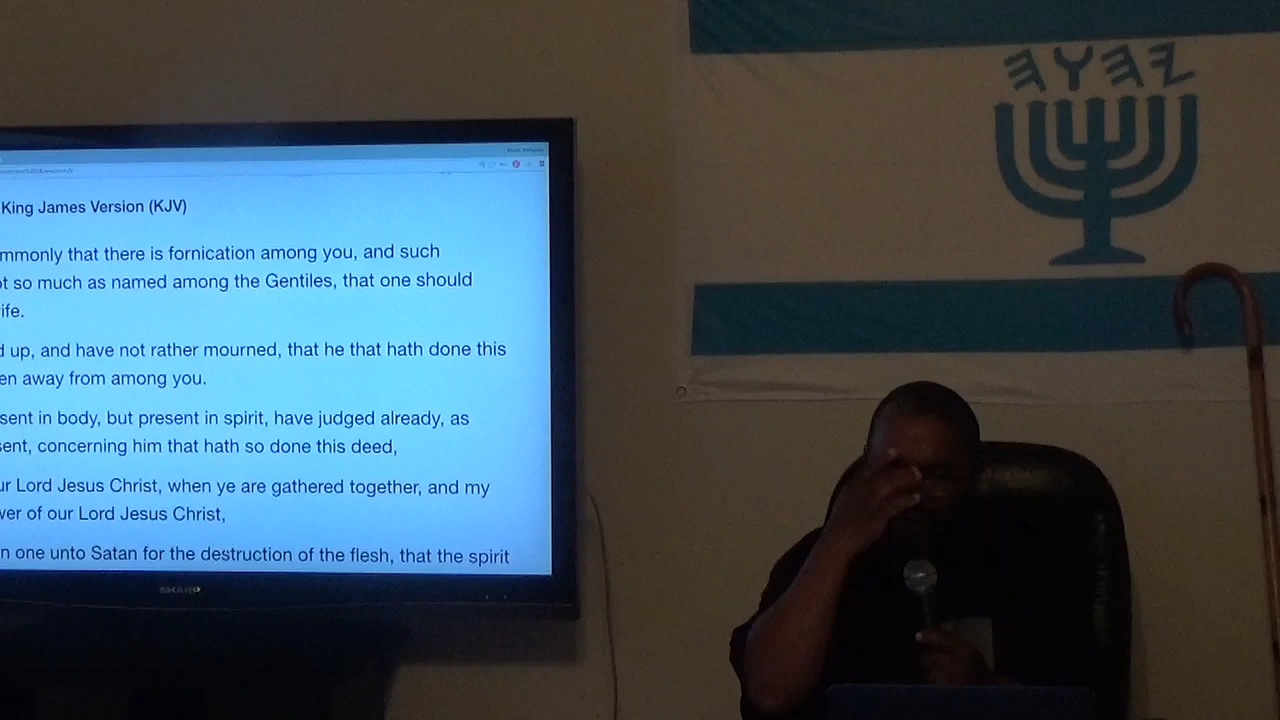 King James Version (KJV)
mmonly that there is fornication among you, and such
ot so much as named among the Gentiles, that one should
ife.
d up, and have not rather mourned, that he that hath done this
en away from among you.
sent in body, but present in spirit, have judged already, as
sent, concerning him that hath so done this deed,
ur Lord Jesus Christ, when ye are gathered together, and my
wer of our Lord Jesus Christ,
n one unto Satan for the destruction of the flesh, that the spirit
SHARP
𐤉𐤄𐤅𐤄